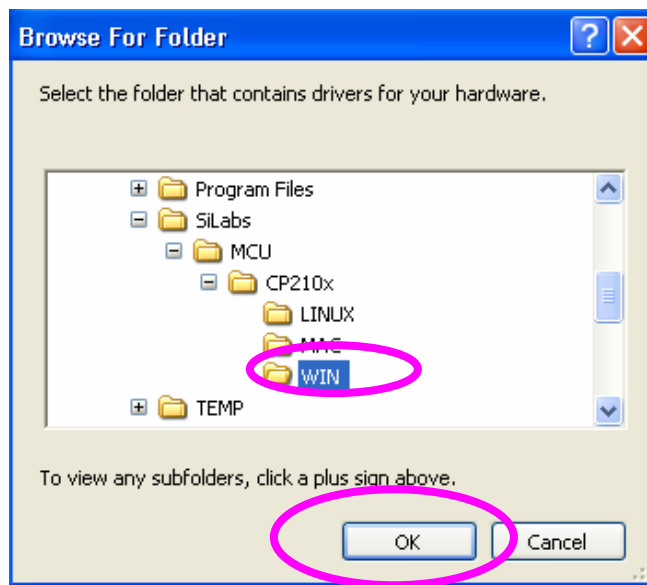 Browse For Folder
Select the folder that contains drivers for your hardware.
Program Files
SiLabs
MCU
CP210x
LINUX
MAC
WIN
TEMP
To view any subfolders, click a plus sign above.
OK Cancel